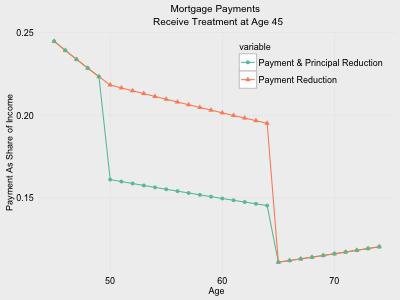 Mortgage Payments
Receive Treatment at Age 45
variable
Payment & Principal Reduction
Payment Reduction
Payment As Share of Income
0.25
0.20
0.15
50
60
70
Age